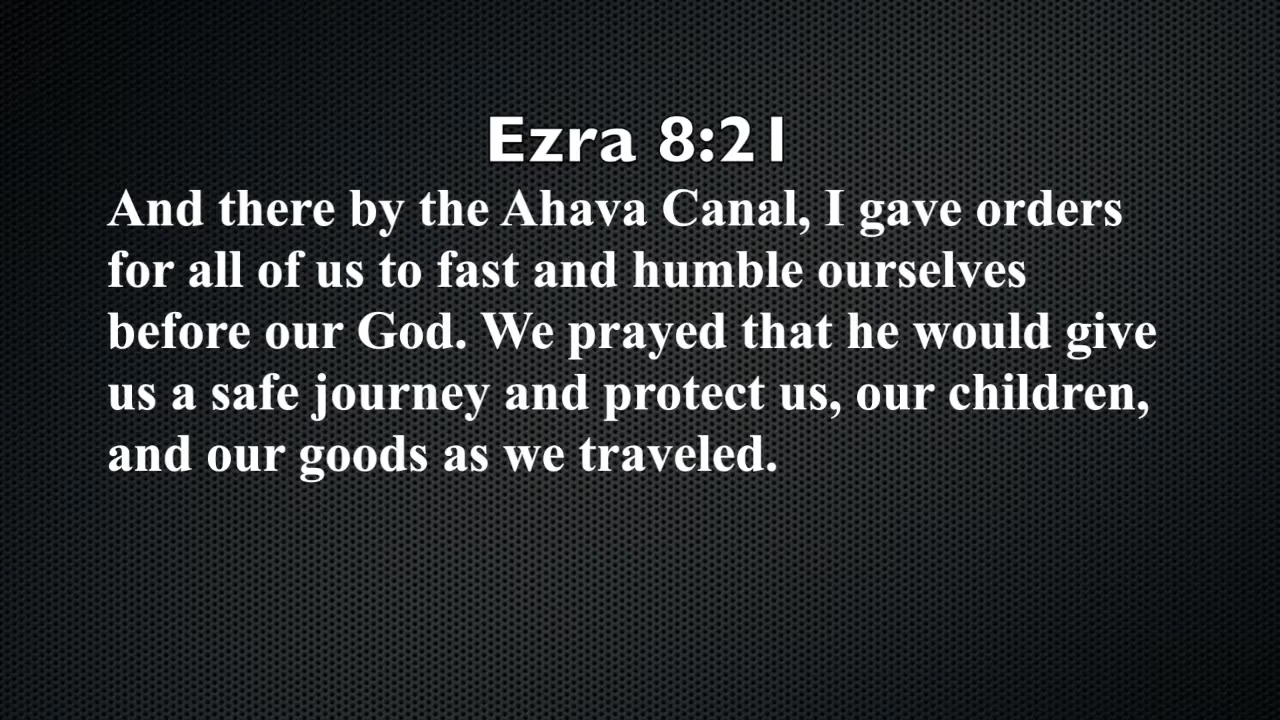 Ezra 8:21
And there by the Ahava Canal, I gave orders
for all of us to fast and humble ourselves
before our God. We prayed that he would give
us a safe journey and protect us, our children,
and our goods as we traveled.